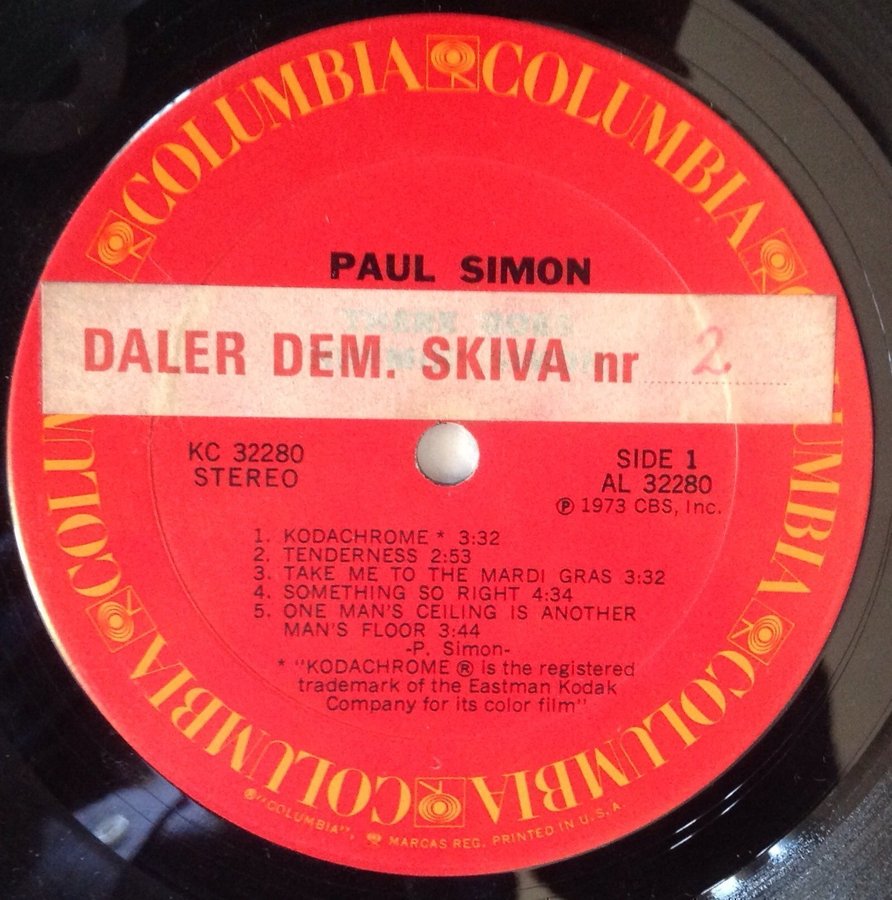 COLUMBIA COLUMBIA COLUMBIA COLUMBIA COLUMBIA COLUMBIA
PAUL SIMON
THERE GOES
DALER DEM. SKIVA nr 2
KC 32280
STEREO
SIDE 1
AL 32280
Ⓟ 1973 CBS, Inc.
1. KODACHROME * 3:32
2. TENDERNESS 2:53
3. TAKE ME TO THE MARDI GRAS 3:32
4. SOMETHING SO RIGHT 4:34
5. ONE MAN'S CEILING IS ANOTHER
MAN'S FLOOR 3:44
-P. Simon-
* "KODACHROME ® is the registered
trademark of the Eastman Kodak
Company for its color film"
®"COLUMBIA", MARCAS REG. PRINTED IN U.S.A